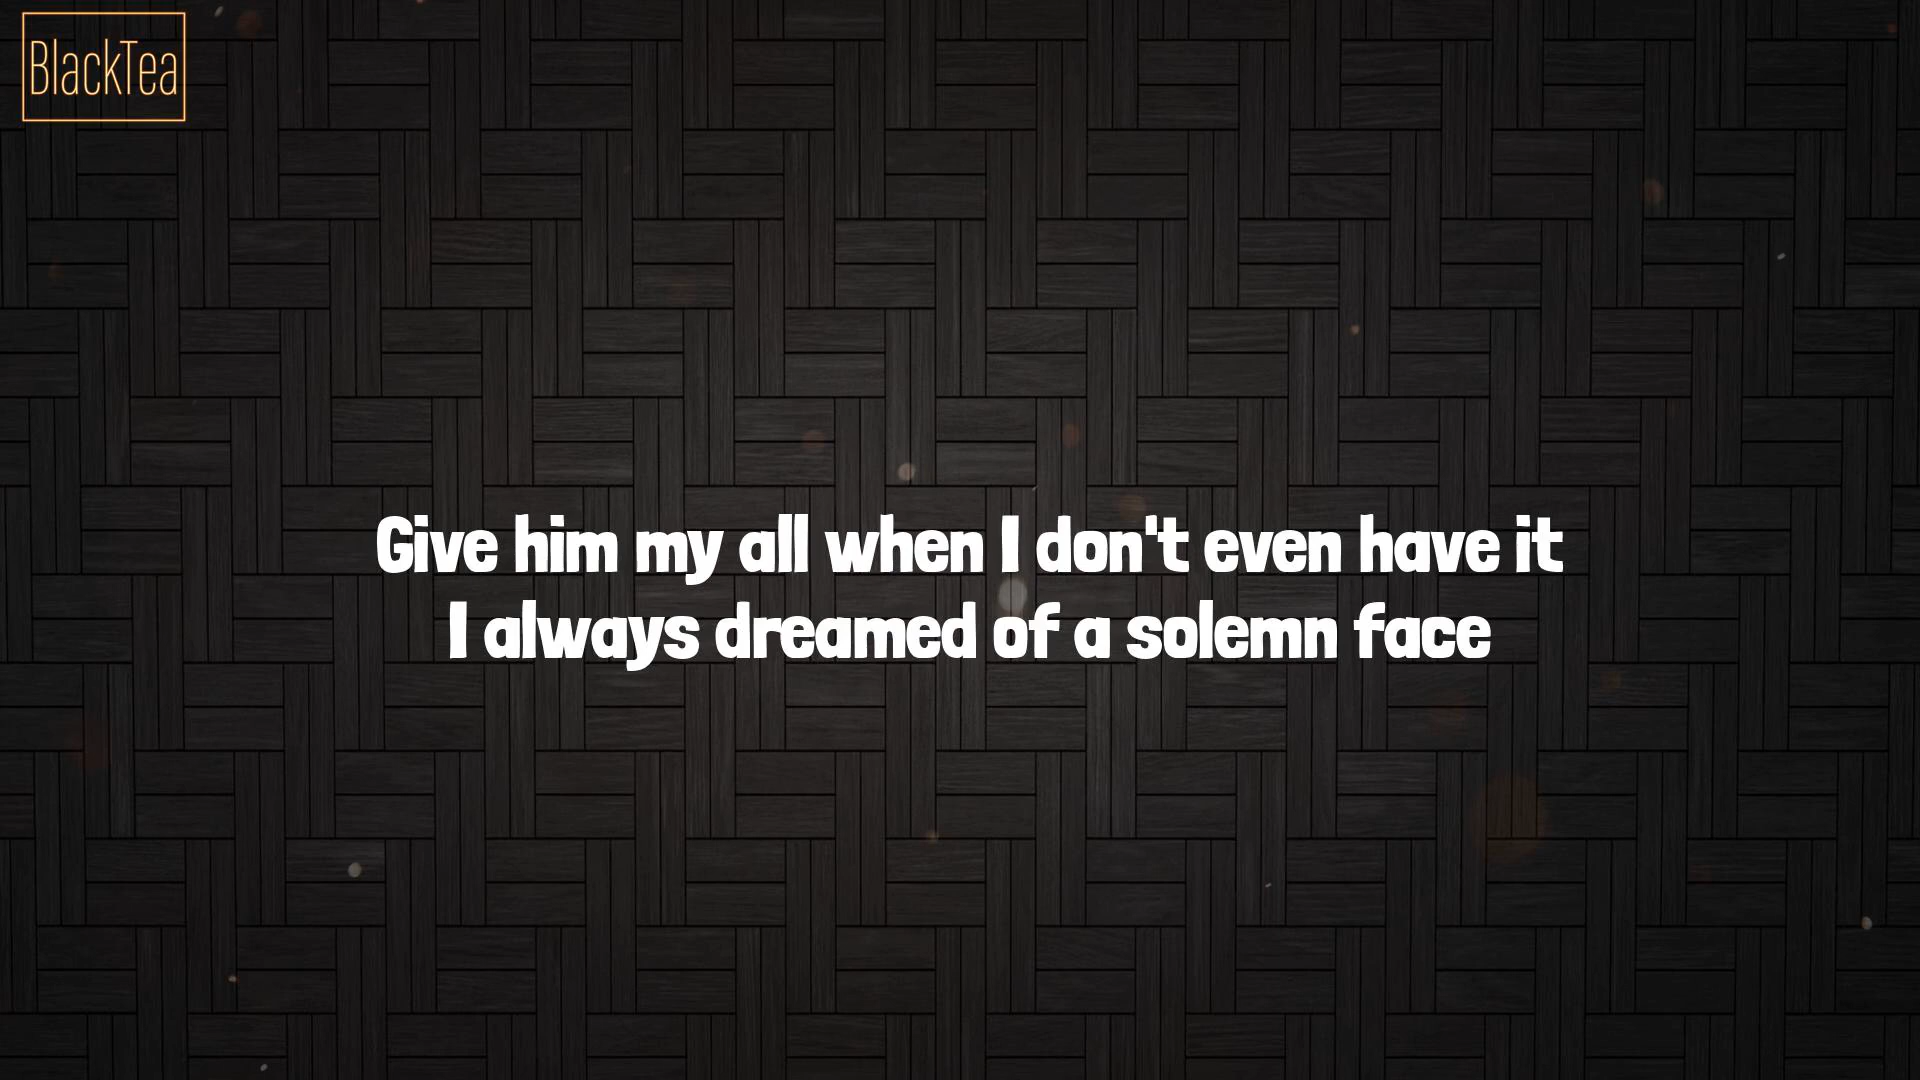 BlackTea
Give him my all when I don't even have it
I always dreamed of a solemn face